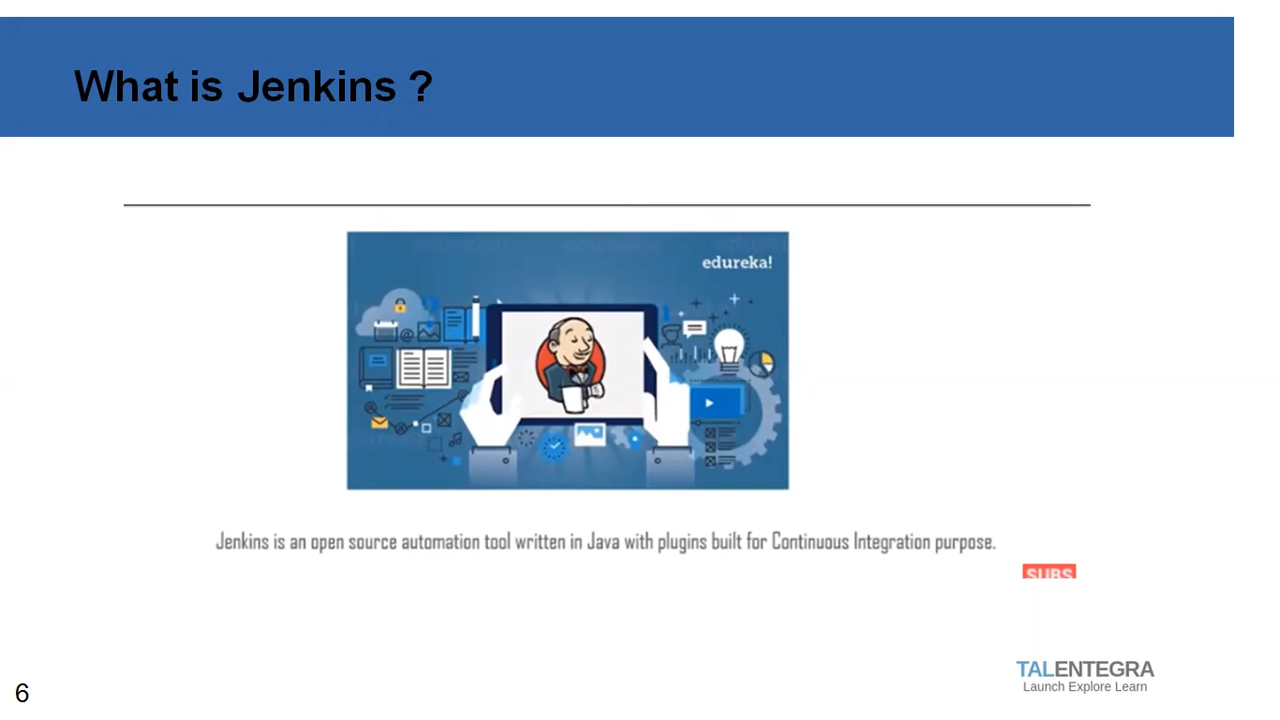 What is Jenkins ?
edureka!
Jenkins is an open source automation tool written in Java with plugins built for Continuous Integration purpose.
SUBS
TALENTEGRA
Launch Explore Learn
6